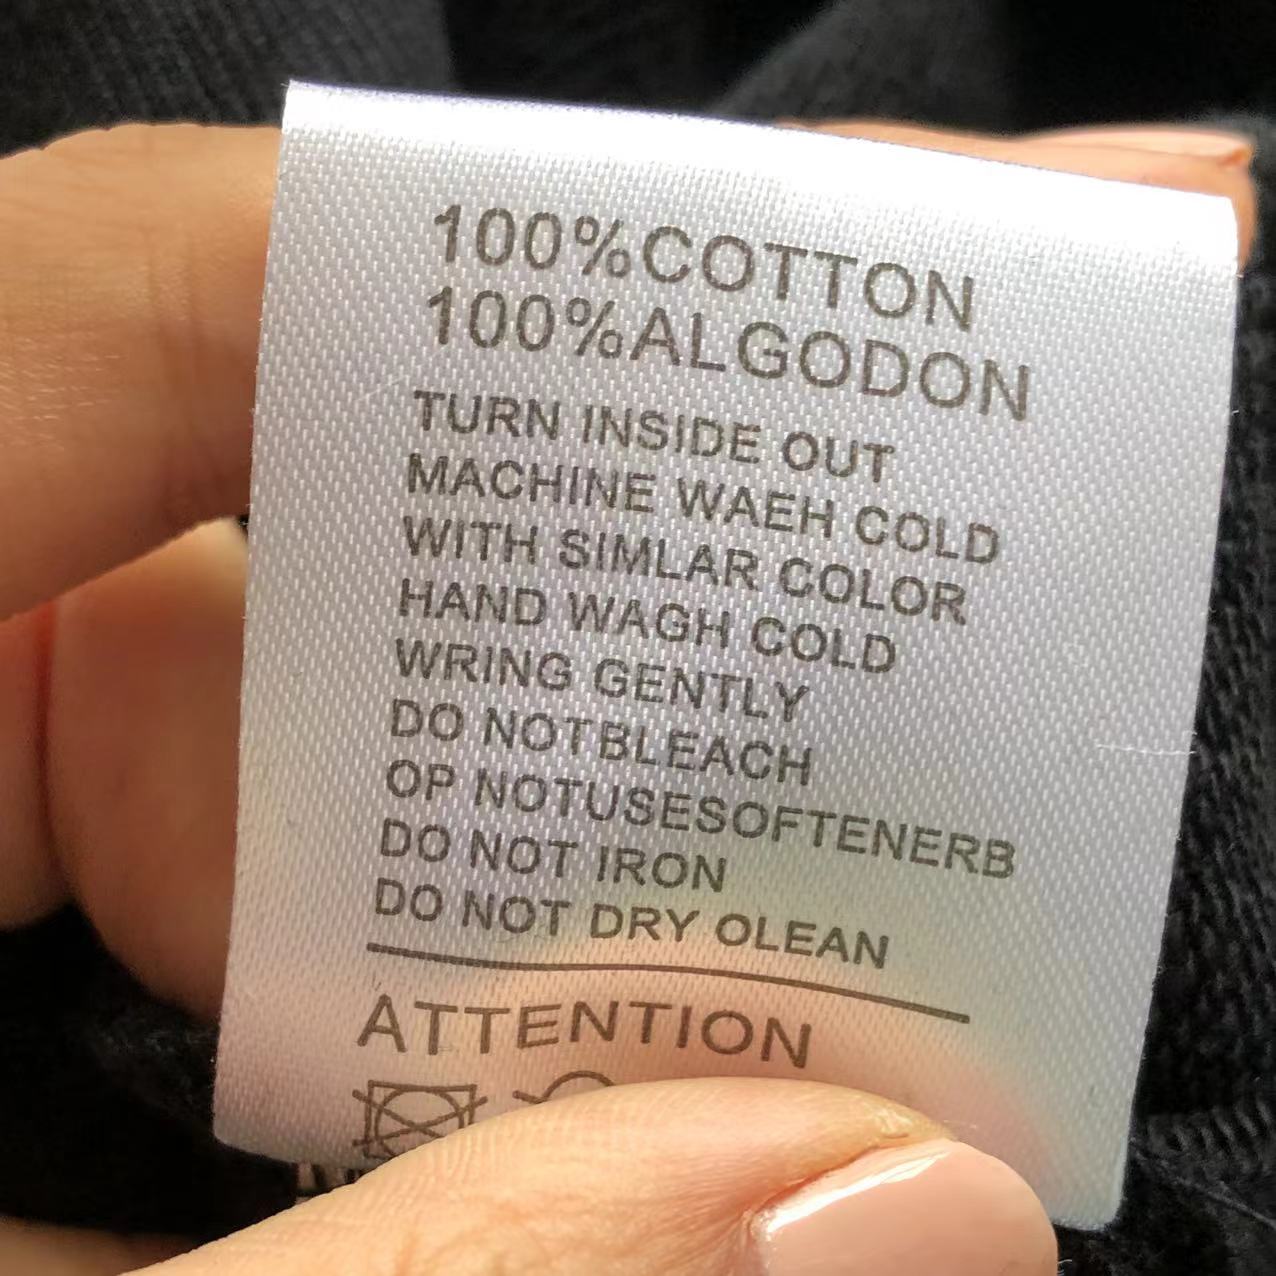 100%COTTON
100%ALGODON
TURN INSIDE OUT
MACHINE WAEH COLD
WITH SIMLAR COLOR
HAND WAGH COLD
WRING GENTLY
DO NOTBLEACH
OP NOTUSESOFTENERB
DO NOT IRON
DO NOT DRY OLEAN
ATTENTION